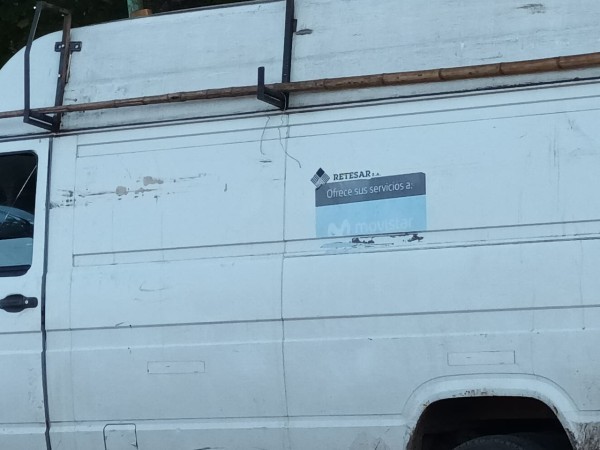 RETESAR S.A.
Ofrece sus servicios a:
movistar